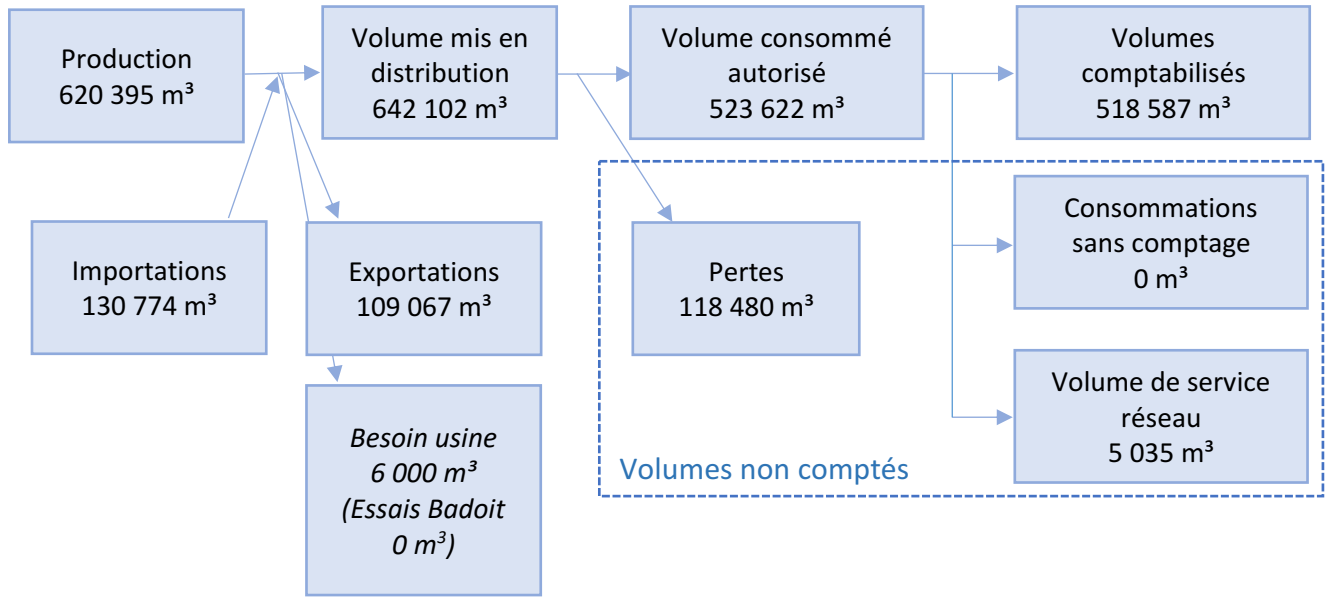 Production
620 395 m³
Volume mis en
distribution
642 102 m³
Volume consommé
autorisé
523 622 m³
Volumes
comptabilisés
518 587 m³
Importations
130 774 m³
Exportations
109 067 m³
Pertes
118 480 m³
Consommations
sans comptage
0 m³
Besoin usine
6 000 m³
(Essais Badoit
0 m³)
Volume de service
réseau
5 035 m³
Volumes non comptés